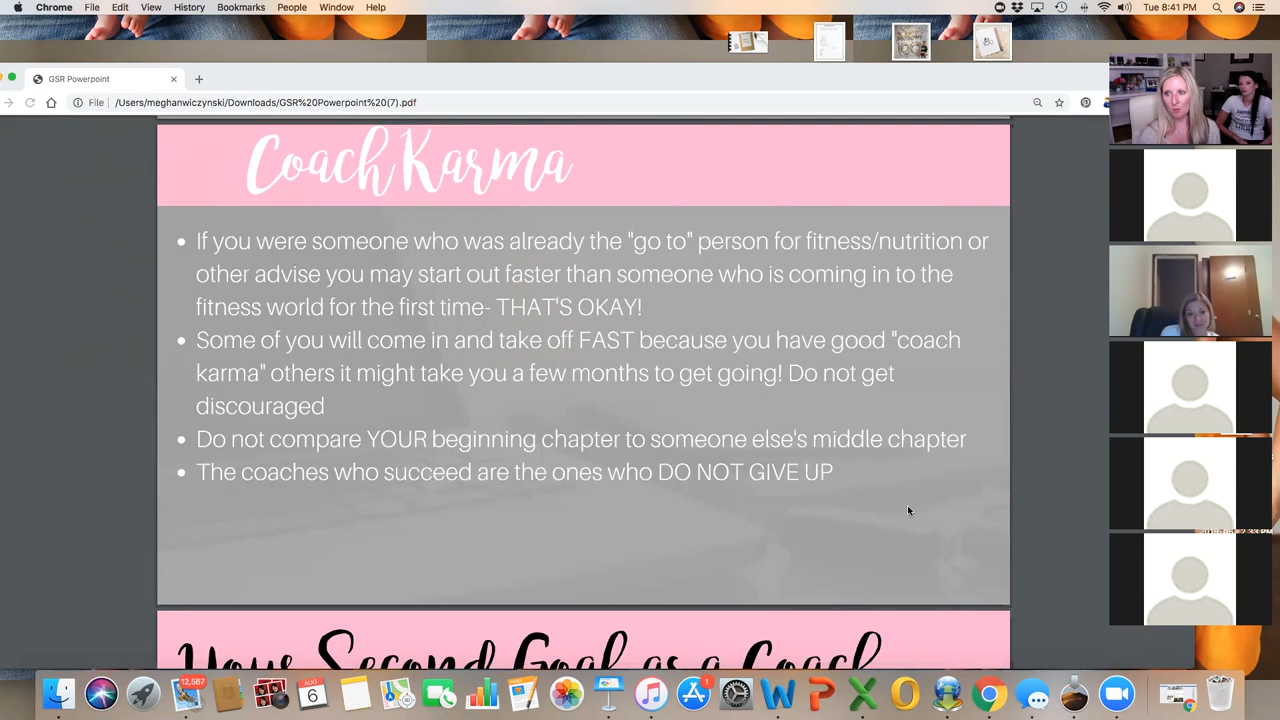 Chrome File Edit View History Bookmarks People Window Help Tue 8:41 PM
GSR Powerpoint
File /Users/meghanwiczynski/Downloads/GSR%20Powerpoint%20(7).pdf
Coach Karma
• If you were someone who was already the "go to" person for fitness/nutrition or
other advise you may start out faster than someone who is coming in to the
fitness world for the first time- THAT'S OKAY!
• Some of you will come in and take off FAST because you have good "coach
karma" others it might take you a few months to get going! Do not get
discouraged
• Do not compare YOUR beginning chapter to someone else's middle chapter
• The coaches who succeed are the ones who DO NOT GIVE UP
Your Second Goal as a Coach
12,567
AUG
6
1